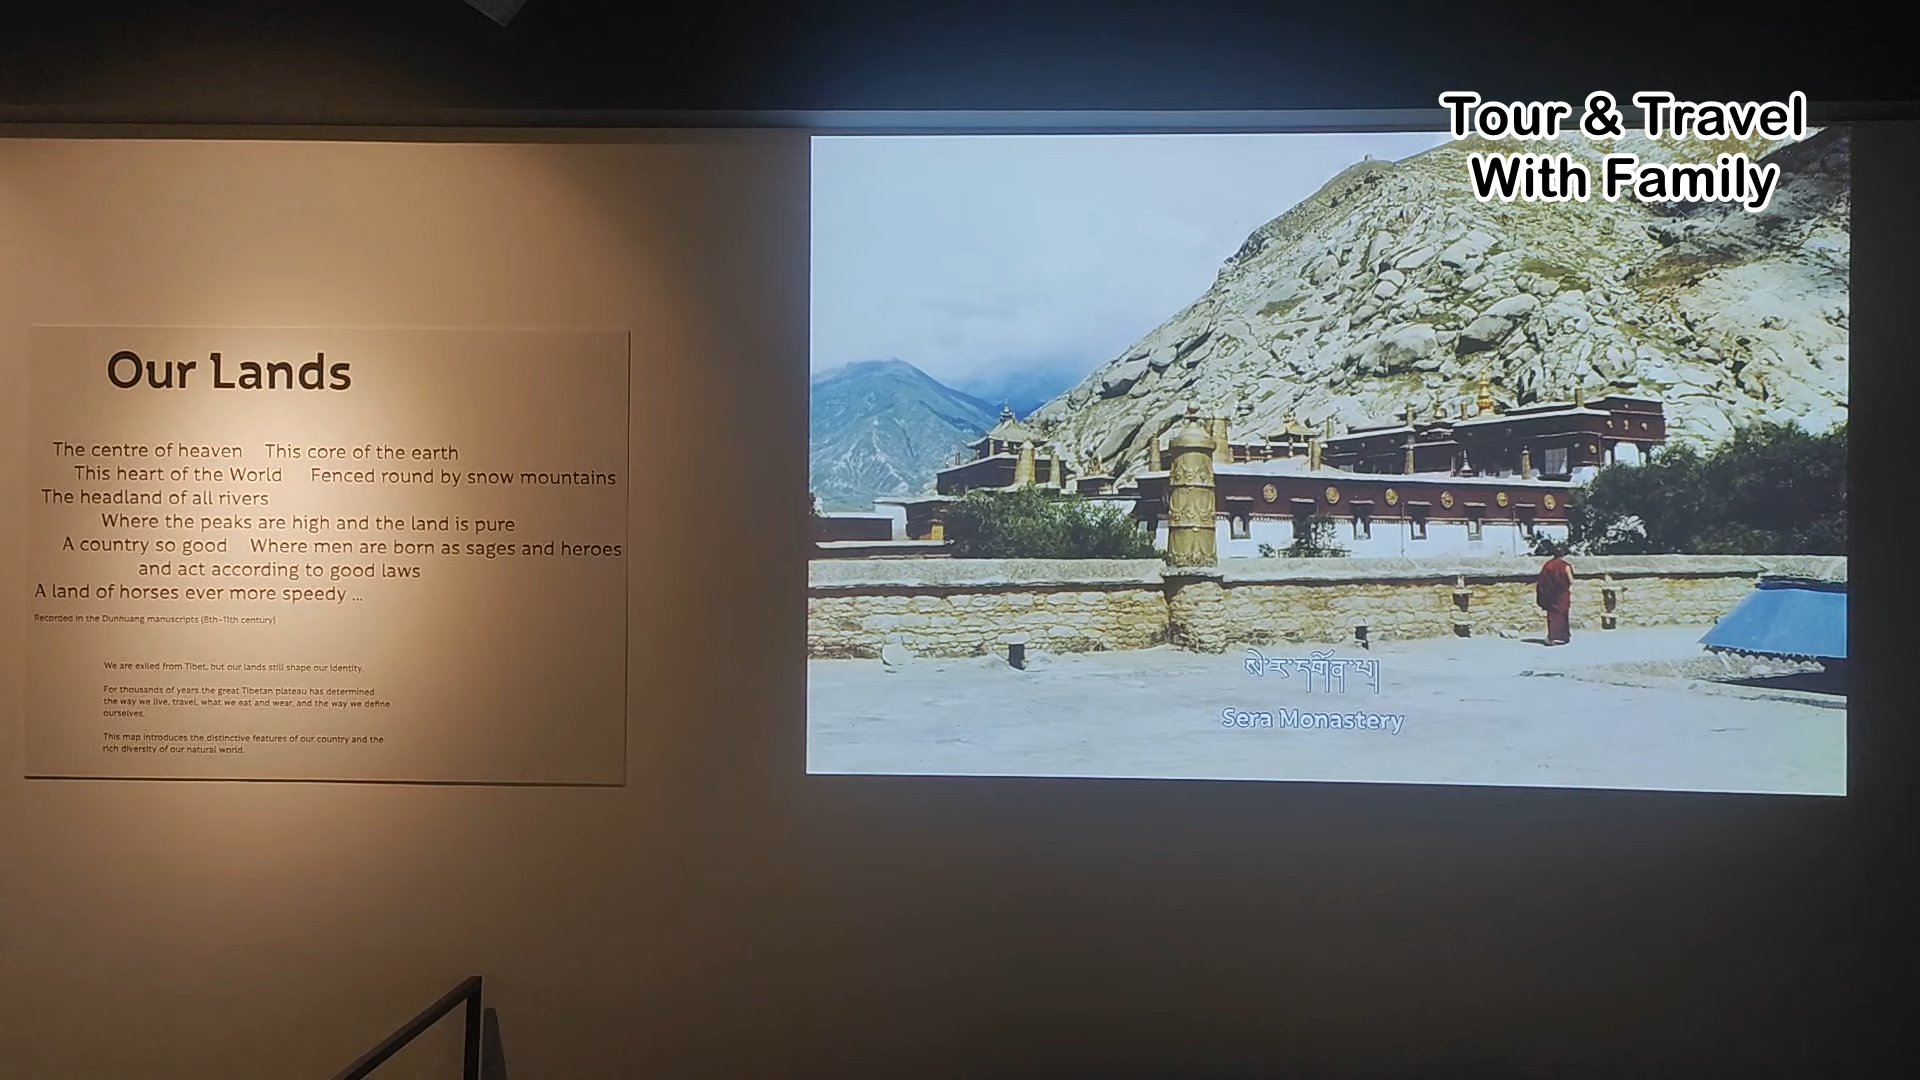 Tour & Travel
With Family
Our Lands
The centre of heaven This core of the earth
This heart of the World Fenced round by snow mountains
The headland of all rivers
Where the peaks are high and the land is pure
A country so good Where men are born as sages and heroes
and act according to good laws
A land of horses ever more speedy ...
Recorded in the Dunhuang manuscripts (8th-11th century)
We are exiled from Tibet, but our lands still shape our identity.
For thousands of years the great Tibetan plateau has determined
the way we live, travel, what we eat and wear, and the way we define
ourselves.
This map introduces the distinctive features of our country and the
rich diversity of our natural world.
སེ་ར་དགོན་པ།
Sera Monastery